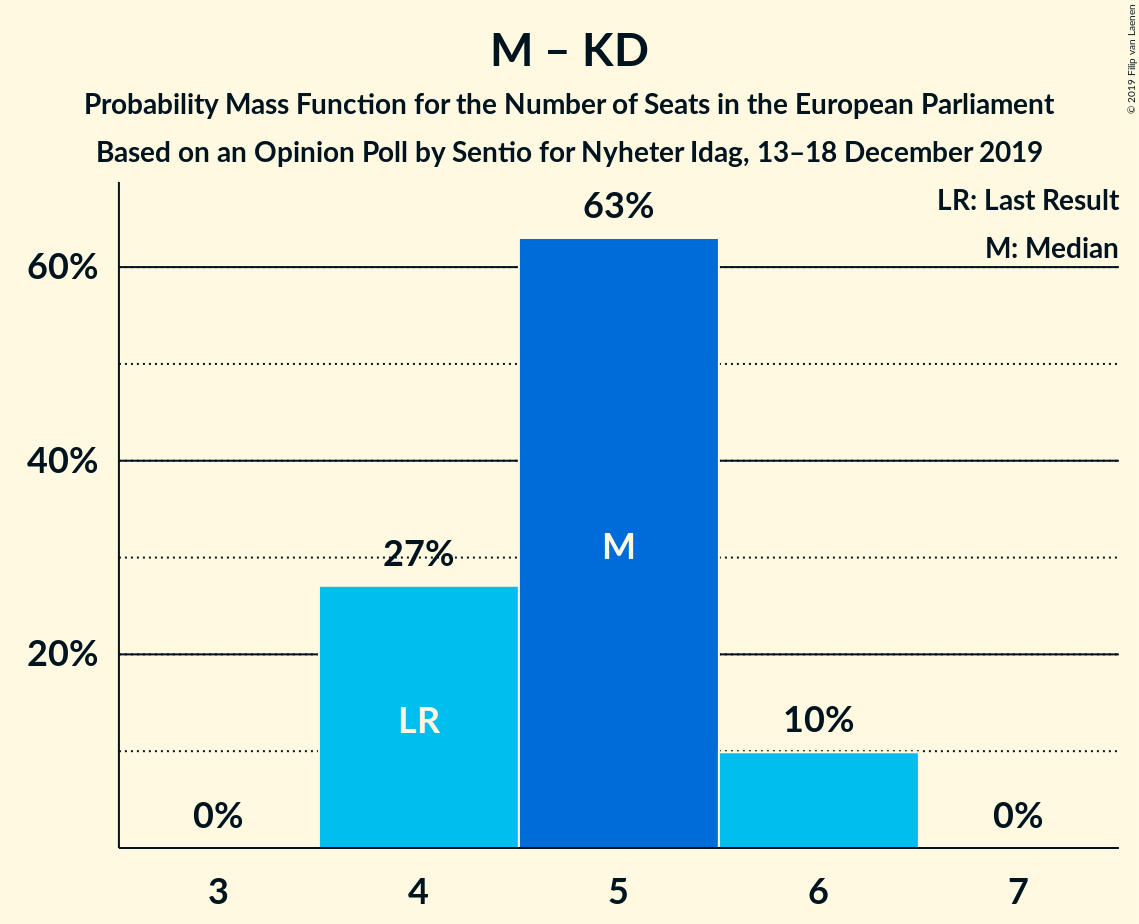 M – KD
Probability Mass Function for the Number of Seats in the European Parliament
Based on an Opinion Poll by Sentio for Nyheter Idag, 13–18 December 2019
© 2019 Filip van Laenen
LR: Last Result
M: Median
63%
60%
40%
27%
M
20%
LR
10%
0%
0%
3 4 5 6 7